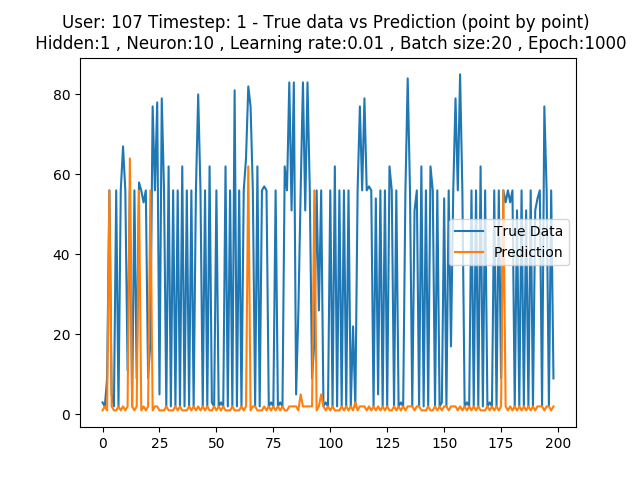 User: 107 Timestep: 1 - True data vs Prediction (point by point)
Hidden:1 , Neuron:10 , Learning rate:0.01 , Batch size:20 , Epoch:1000
80
60
40
20
0
True Data
Prediction
0 25 50 75 100 125 150 175 200